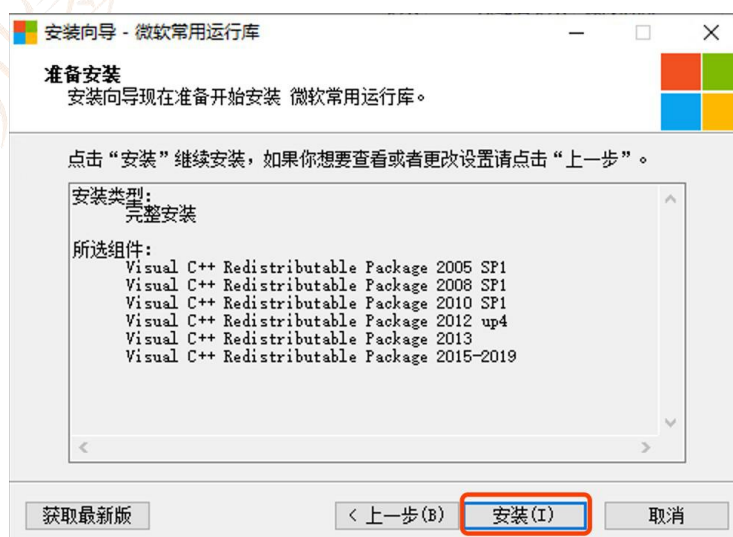 安装向导 - 微软常用运行库
准备安装
安装向导现在准备开始安装 微软常用运行库。
点击“安装”继续安装，如果你想要查看或者更改设置请点击“上一步”。
安装类型:
完整安装
所选组件:
Visual C++ Redistributable Package 2005 SP1
Visual C++ Redistributable Package 2008 SP1
Visual C++ Redistributable Package 2010 SP1
Visual C++ Redistributable Package 2012 up4
Visual C++ Redistributable Package 2013
Visual C++ Redistributable Package 2015-2019
获取最新版 < 上一步(B) 安装(I) 取消